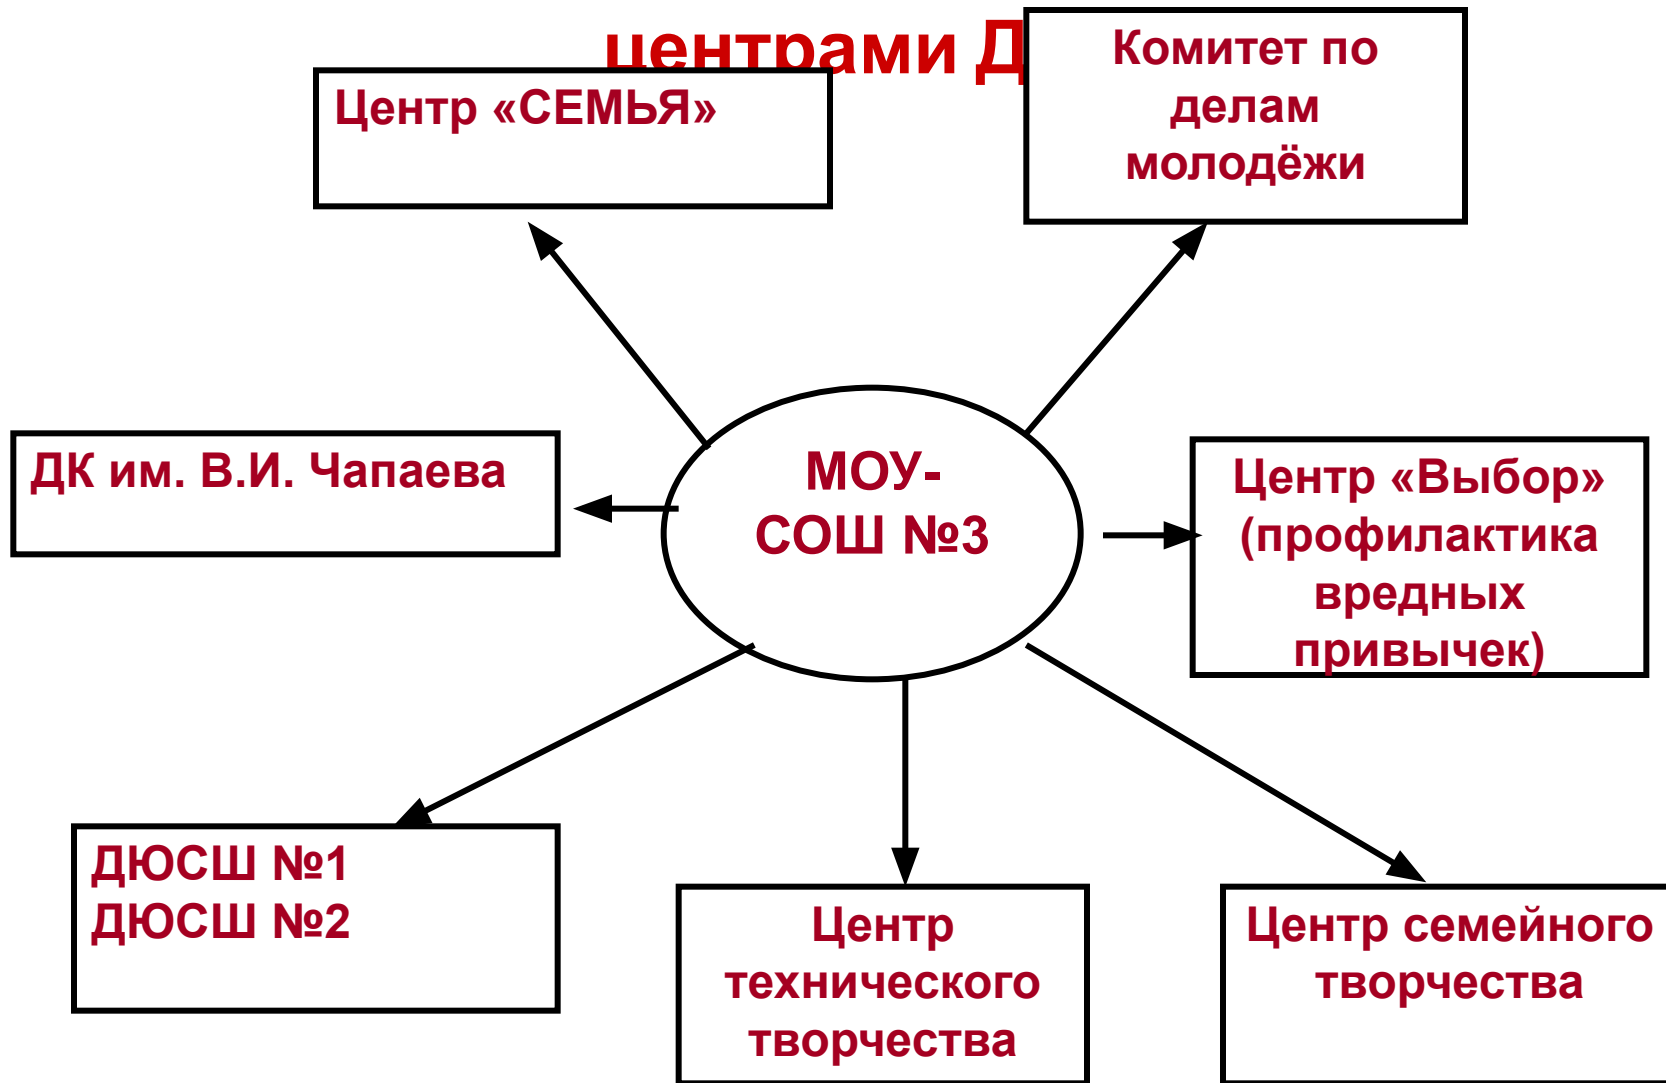 центрами Д
Центр «СЕМЬЯ»
Комитет по
делам
молодёжи
ДК им. В.И. Чапаева
МОУ-
СОШ №3
Центр «Выбор»
(профилактика
вредных
привычек)
ДЮСШ №1
ДЮСШ №2
Центр
технического
творчества
Центр семейного
творчества